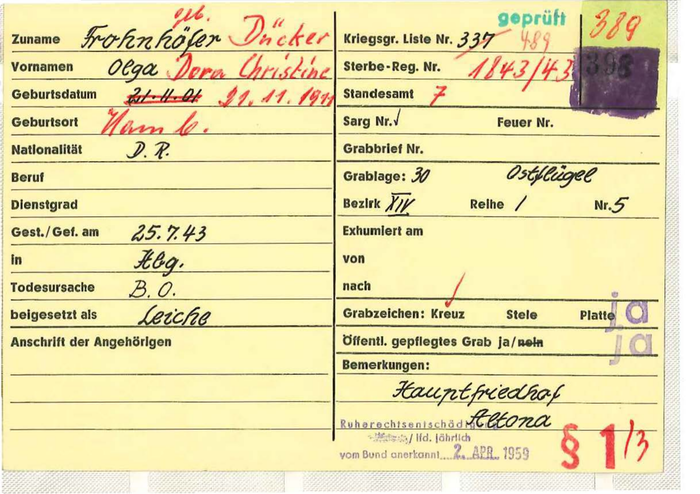 geb.
Zuname Frohnhöfer Dücker
Vornamen Olga Dora Christine
Geburtsdatum 21.11.01 21.11.1911
Geburtsort Hamb.
Nationalität D.R.
Beruf
Dienstgrad
Gest./Gef. am 25.7.43
in Hbg.
Todesursache B.O.
beigesetzt als Leiche
Anschrift der Angehörigen
geprüft 389
Kriegsgr. Liste Nr. 337 489
Sterbe-Reg. Nr. 1843/43 398
Standesamt 7
Sarg Nr. Feuer Nr.
Grabbrief Nr.
Grablage: 30 Ostflügel
Bezirk XIV Reihe 1 Nr. 5
Exhumiert am
von
nach
Grabzeichen: Kreuz Stele Platte ja
Öffentl. gepflegtes Grab ja/nein ja
Bemerkungen:
Hauptfriedhof
Altona
Ruherechtsentschädigung
/ lfd. jährlich
vom Bund anerkannt 2. APR. 1959
§ 1/3